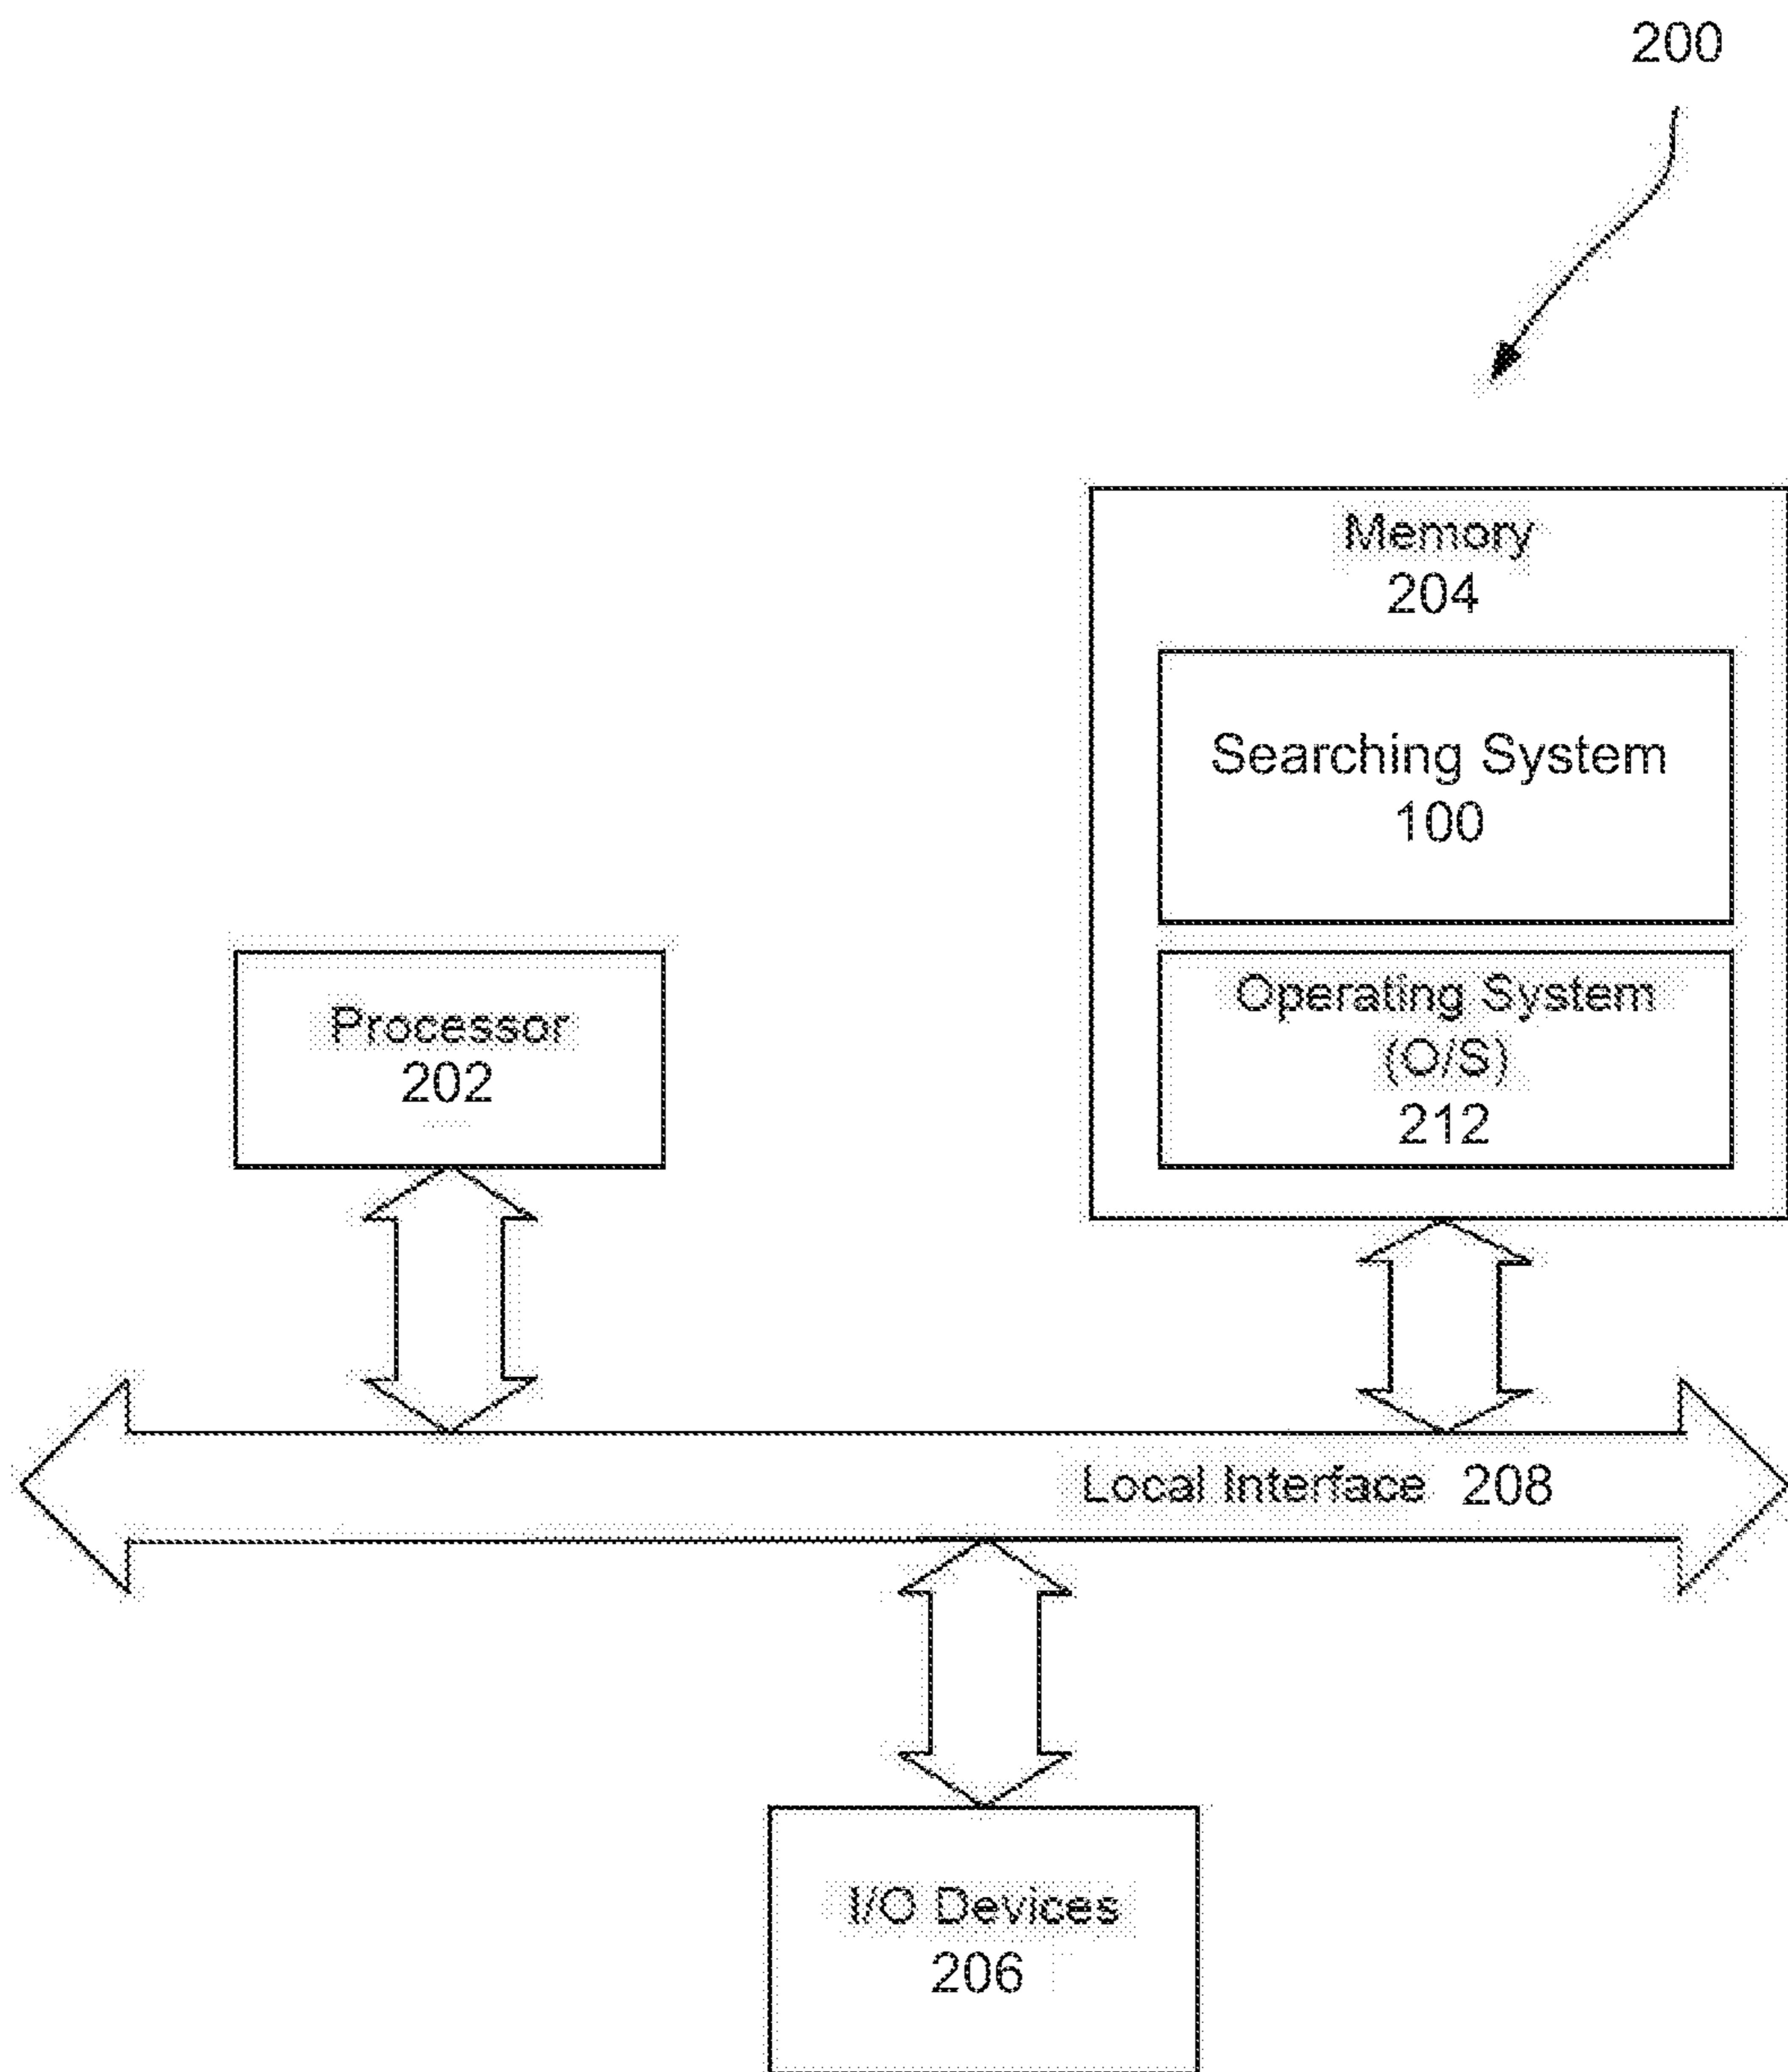 200
Memory
204
Searching System
100
Processor
202
Operating System
(O/S)
212
Local Interface 208
I/O Devices
206